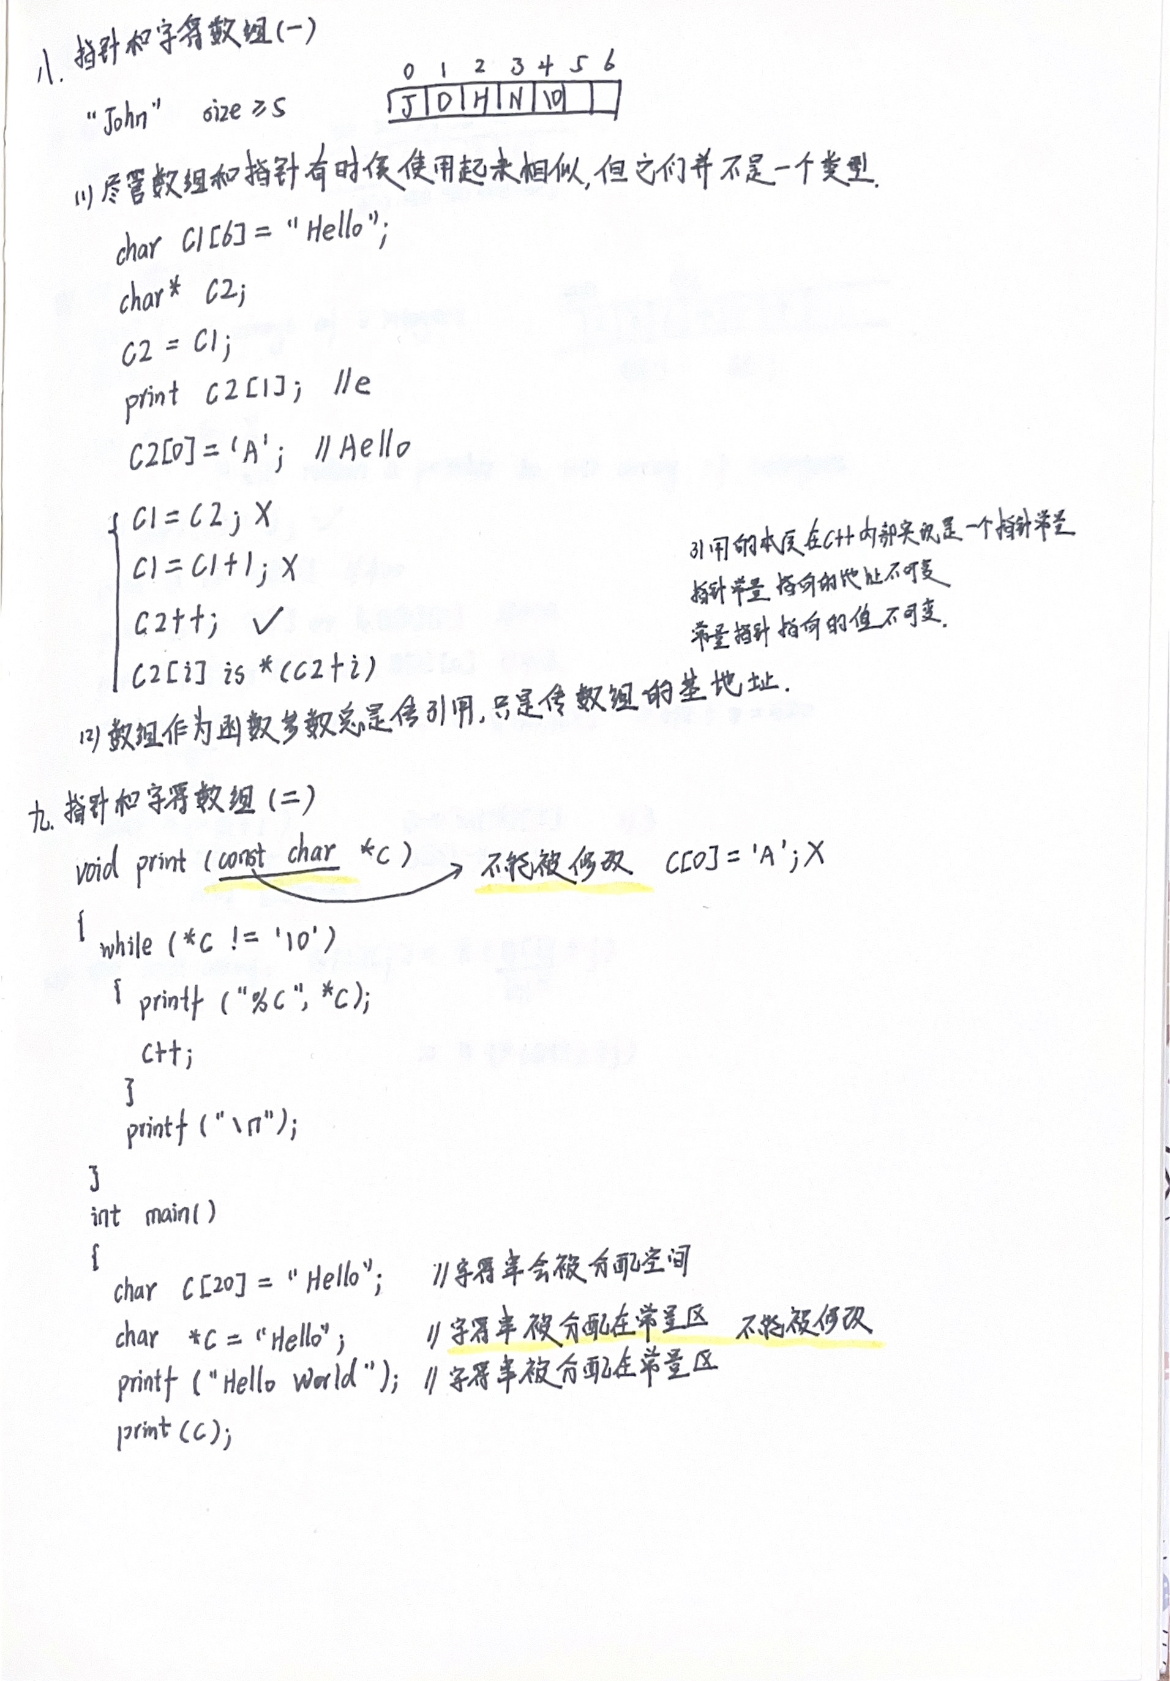 八. 指针和字符数组(一)
"John" size ≥ 5
0 1 2 3 4 5 6
J O H N \0
(1) 尽管数组和指针有时候使用起来相似,但它们并不是一个类型.
char C1[6] = "Hello";
char* C2;
C2 = C1;
print C2[1]; //e
C2[0] = 'A'; //Aello
C1 = C2; X
C1 = C1+1; X
C2++; ✓
C2[i] is *(C2+i)
引用的本质在C++内部实现是一个指针常量
指针常量 指向的地址不可变
常量指针 指向的值不可变.
(2) 数组作为函数参数总是传引用,只是传数组的基地址.
九. 指针和字符数组(二)
void print (const char *C) → 不能被修改 C[0] = 'A'; X
{
while (*C != '\0')
{ printf ("%C", *C);
C++;
}
printf ("\n");
}
int main()
{
char C[20] = "Hello"; //字符串会被分配空间
char *C = "Hello"; //字符串被分配在常量区 不能被修改
printf ("Hello World"); //字符串被分配在常量区
print (C);